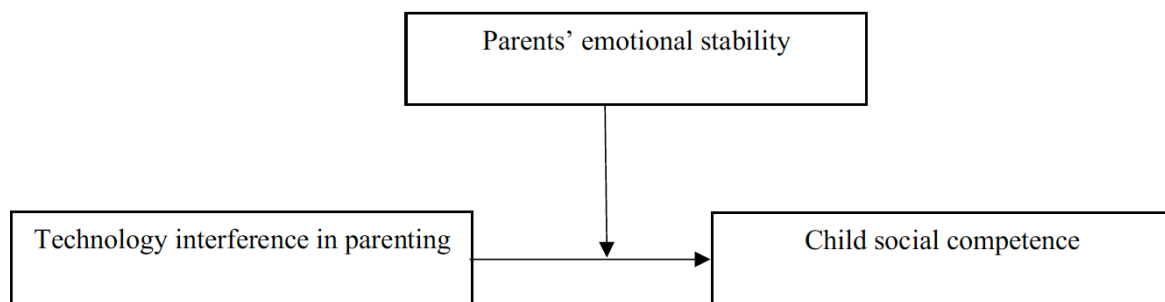 Parents’ emotional stability
Technology interference in parenting
Child social competence